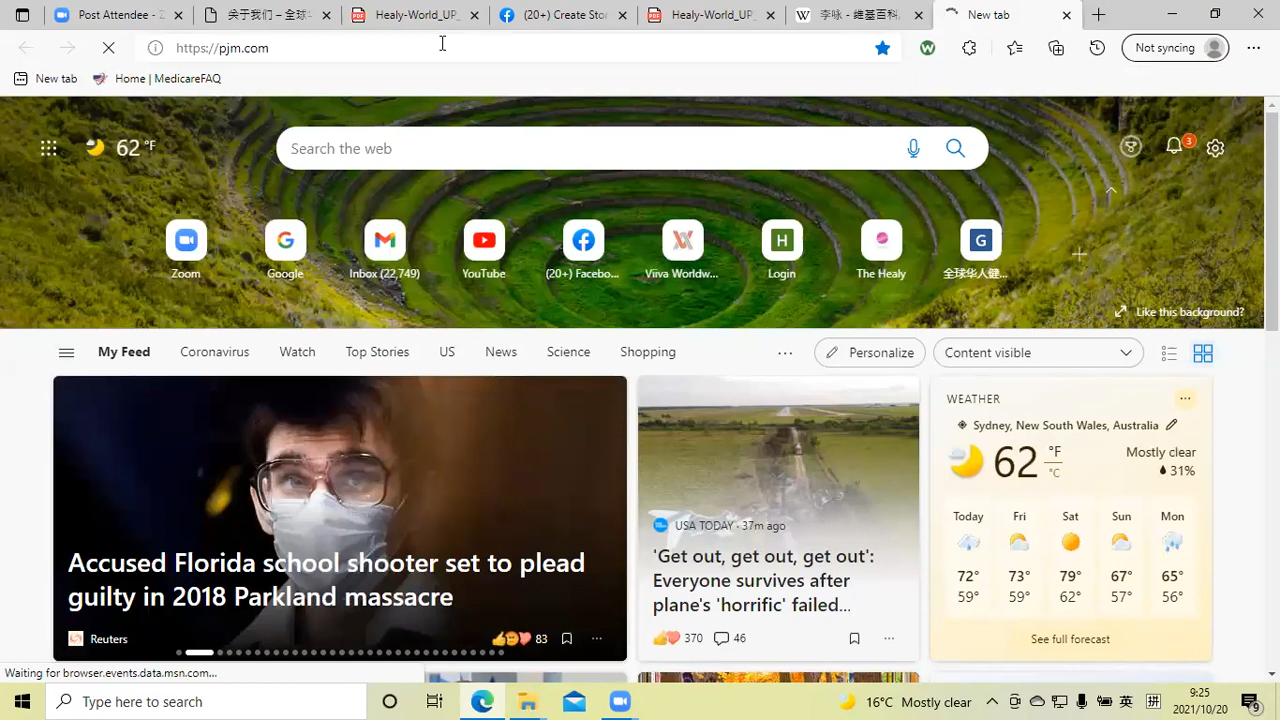 Post Attendee - Z
关于我们 – 全球华
Healy-World_UP_
(20+) Create Sto
Healy-World_UP_
李咏 - 维基百科,
New tab
https://pjm.com
Not syncing
New tab
Home | MedicareFAQ
62 °F
Search the web
3
Zoom
Google
Inbox (22,749)
YouTube
(20+) Facebo...
Viiva Worldw...
Login
The Healy
全球华人健...
Like this background?
My Feed
Coronavirus
Watch
Top Stories
US
News
Science
Shopping
Personalize
Content visible
Accused Florida school shooter set to plead
guilty in 2018 Parkland massacre
Reuters
83
USA TODAY · 37m ago
'Get out, get out, get out':
Everyone survives after
plane's 'horrific' failed...
370
46
WEATHER
Sydney, New South Wales, Australia
62 °F
°C
Mostly clear
31%
Today Fri Sat Sun Mon
72° 73° 79° 67° 65°
59° 59° 62° 57° 56°
See full forecast
Waiting for browser.events.data.msn.com...
Type here to search
16°C Mostly clear
英
拼
9:25
2021/10/20
9